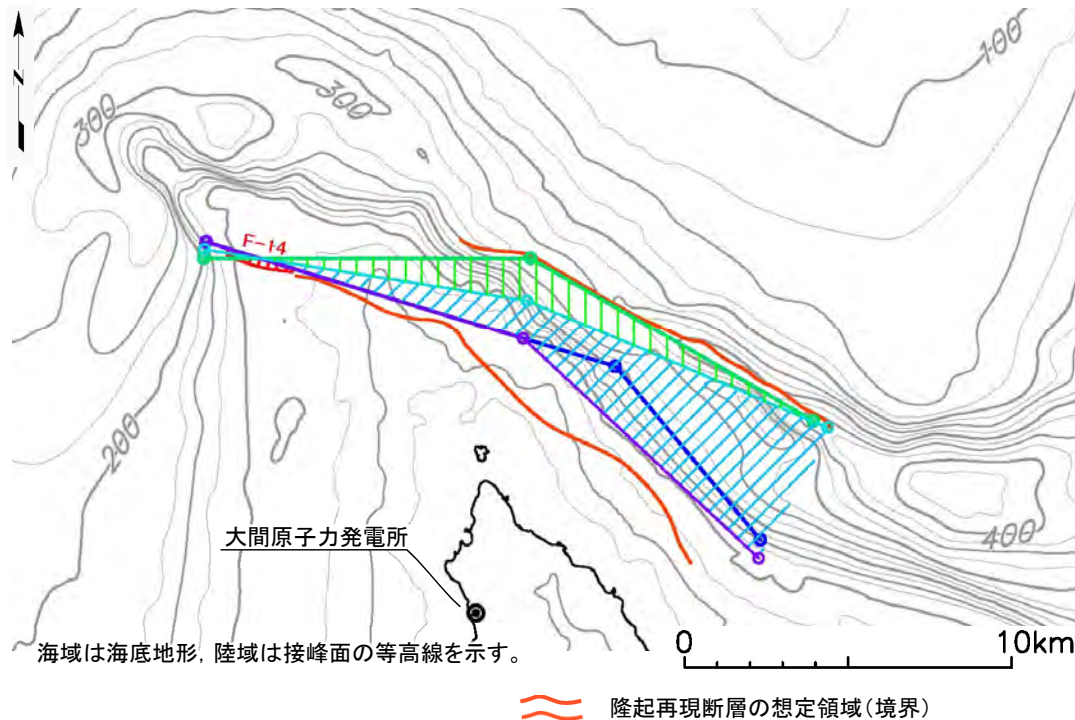 N
100
300
300
F-14
200
400
大間原子力発電所
海域は海底地形, 陸域は接峰面の等高線を示す。
0 10km
隆起再現断層の想定領域(境界)